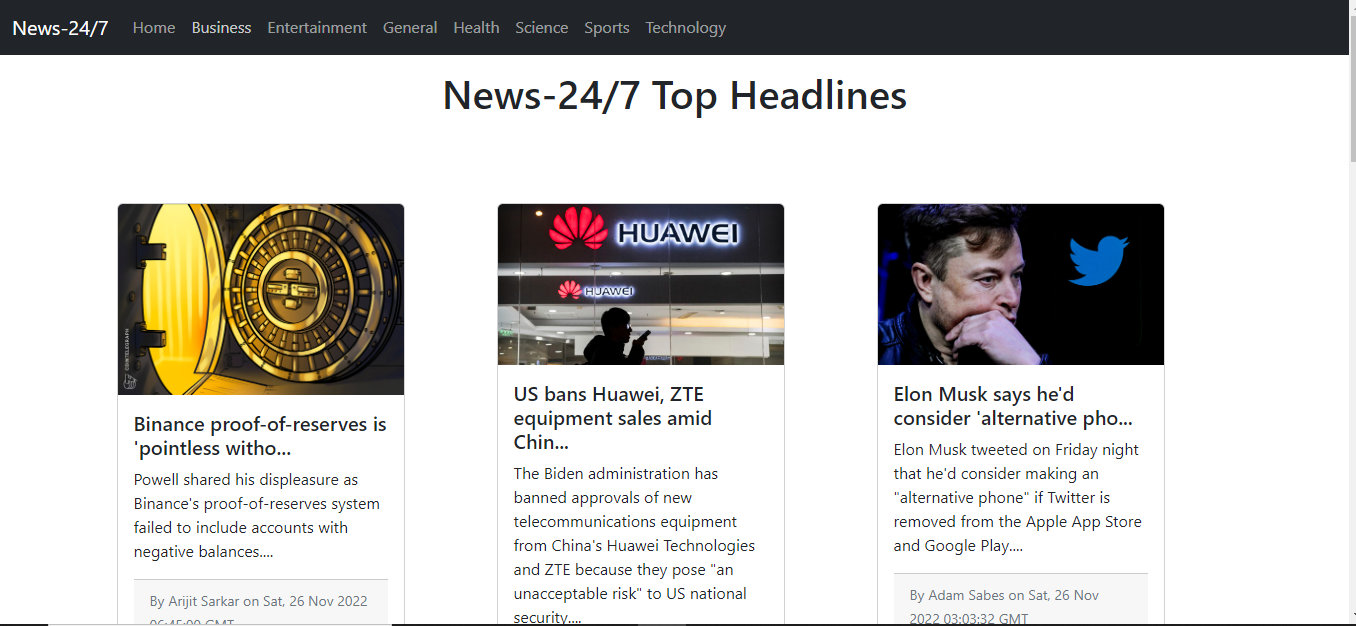 News-24/7 Home Business Entertainment General Health Science Sports Technology
News-24/7 Top Headlines
COINTELEGRAPH
Binance proof-of-reserves is
'pointless witho...
Powell shared his displeasure as
Binance's proof-of-reserves system
failed to include accounts with
negative balances....
By Arijit Sarkar on Sat, 26 Nov 2022
06:45:00 GMT
HUAWEI
HUAWEI
US bans Huawei, ZTE
equipment sales amid
Chin...
The Biden administration has
banned approvals of new
telecommunications equipment
from China's Huawei Technologies
and ZTE because they pose "an
unacceptable risk" to US national
security....
Elon Musk says he'd
consider 'alternative pho...
Elon Musk tweeted on Friday night
that he'd consider making an
"alternative phone" if Twitter is
removed from the Apple App Store
and Google Play....
By Adam Sabes on Sat, 26 Nov
2022 03:03:32 GMT